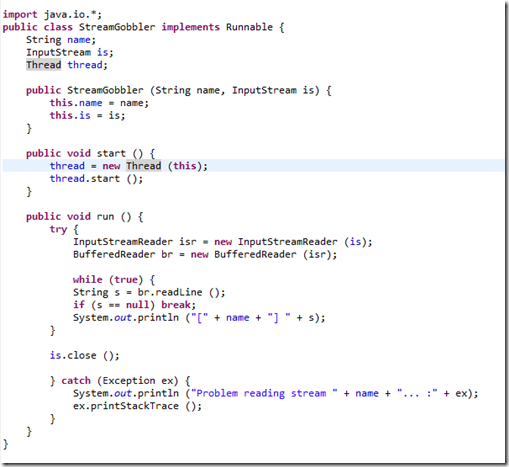 import java.io.*;
public class StreamGobbler implements Runnable {
    String name;
    InputStream is;
    Thread thread;

    public StreamGobbler (String name, InputStream is) {
        this.name = name;
        this.is = is;
    }

    public void start () {
        thread = new Thread (this);
        thread.start ();
    }

    public void run () {
        try {
            InputStreamReader isr = new InputStreamReader (is);
            BufferedReader br = new BufferedReader (isr);

            while (true) {
            String s = br.readLine ();
            if (s == null) break;
            System.out.println ("[" + name + "] " + s);
        }

        is.close ();

        } catch (Exception ex) {
            System.out.println ("Problem reading stream " + name + "... :" + ex);
            ex.printStackTrace ();
        }
    }
}